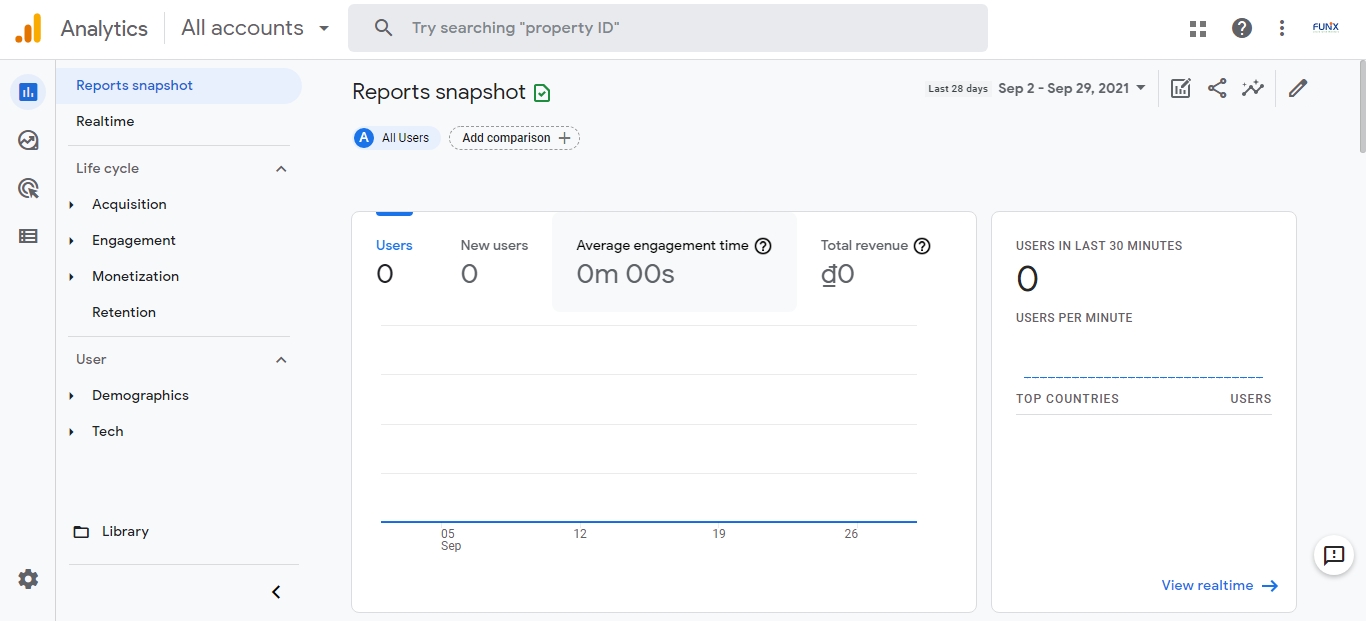 Analytics
All accounts
Try searching "property ID"
FUNiX
Reports snapshot
Realtime
Life cycle
Acquisition
Engagement
Monetization
Retention
User
Demographics
Tech
Library
Reports snapshot
Last 28 days Sep 2 - Sep 29, 2021
A All Users
Add comparison
Users
0
New users
0
Average engagement time
0m 00s
Total revenue
₫0
05
Sep
12
19
26
USERS IN LAST 30 MINUTES
0
USERS PER MINUTE
TOP COUNTRIES USERS
View realtime